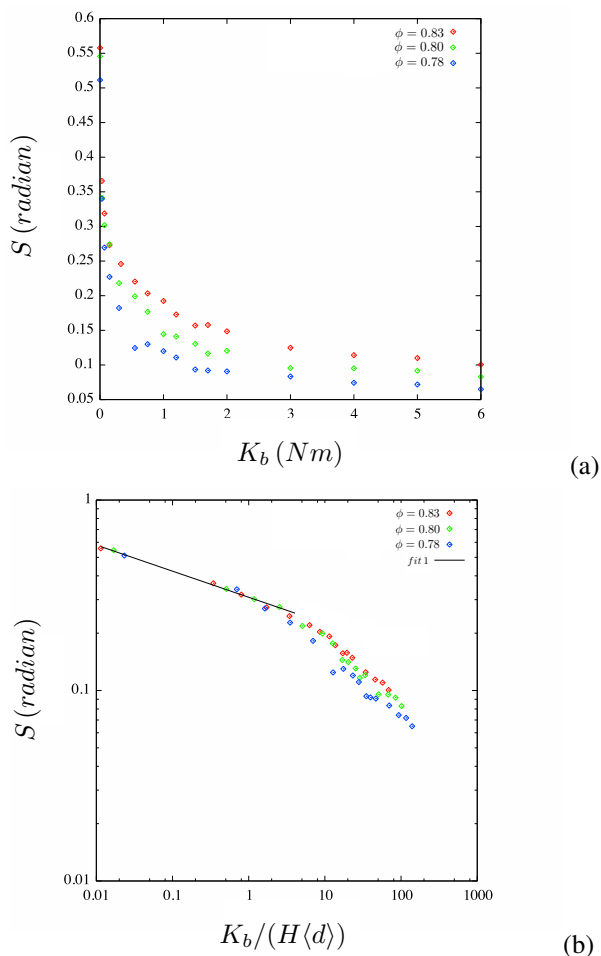 0.6
0.55
0.5
0.45
0.4
0.35
0.3
0.25
0.2
0.15
0.1
0.05
S (radian)
ϕ = 0.83
ϕ = 0.80
ϕ = 0.78
0 1 2 3 4 5 6
K_b (Nm)
(a)
1
0.1
0.01
S (radian)
ϕ = 0.83
ϕ = 0.80
ϕ = 0.78
fit 1
0.01 0.1 1 10 100 1000
K_b/(H⟨d⟩)
(b)